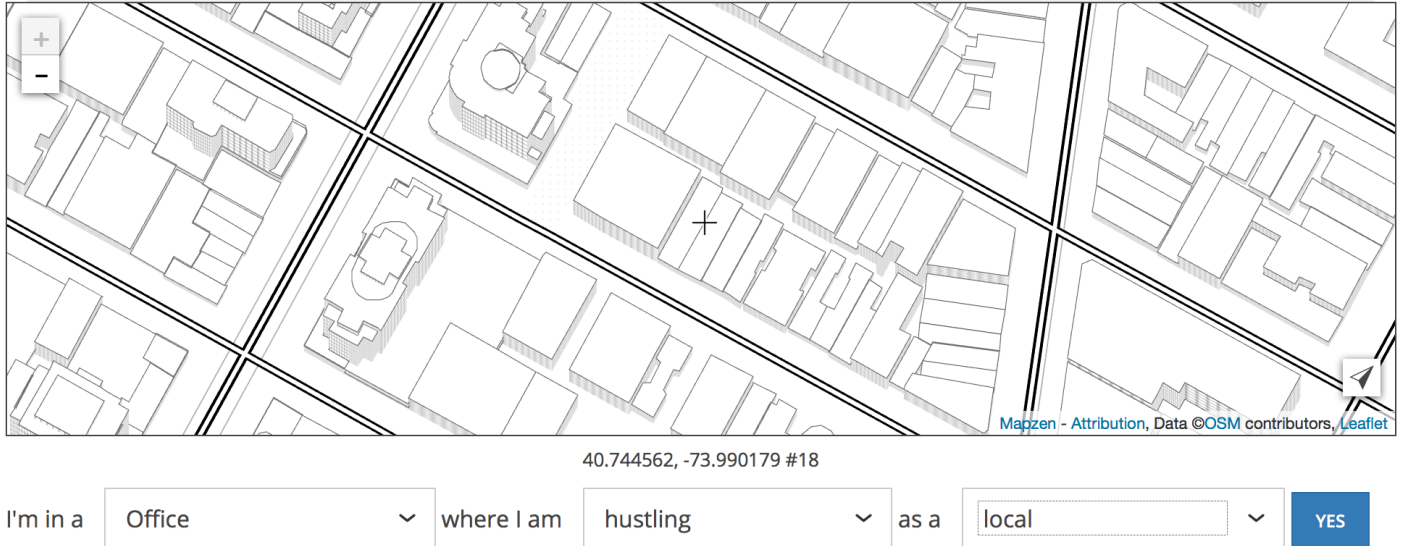 +
-
Mapzen - Attribution, Data ©OSM contributors, Leaflet
40.744562, -73.990179 #18
I'm in a Office where I am hustling as a local YES